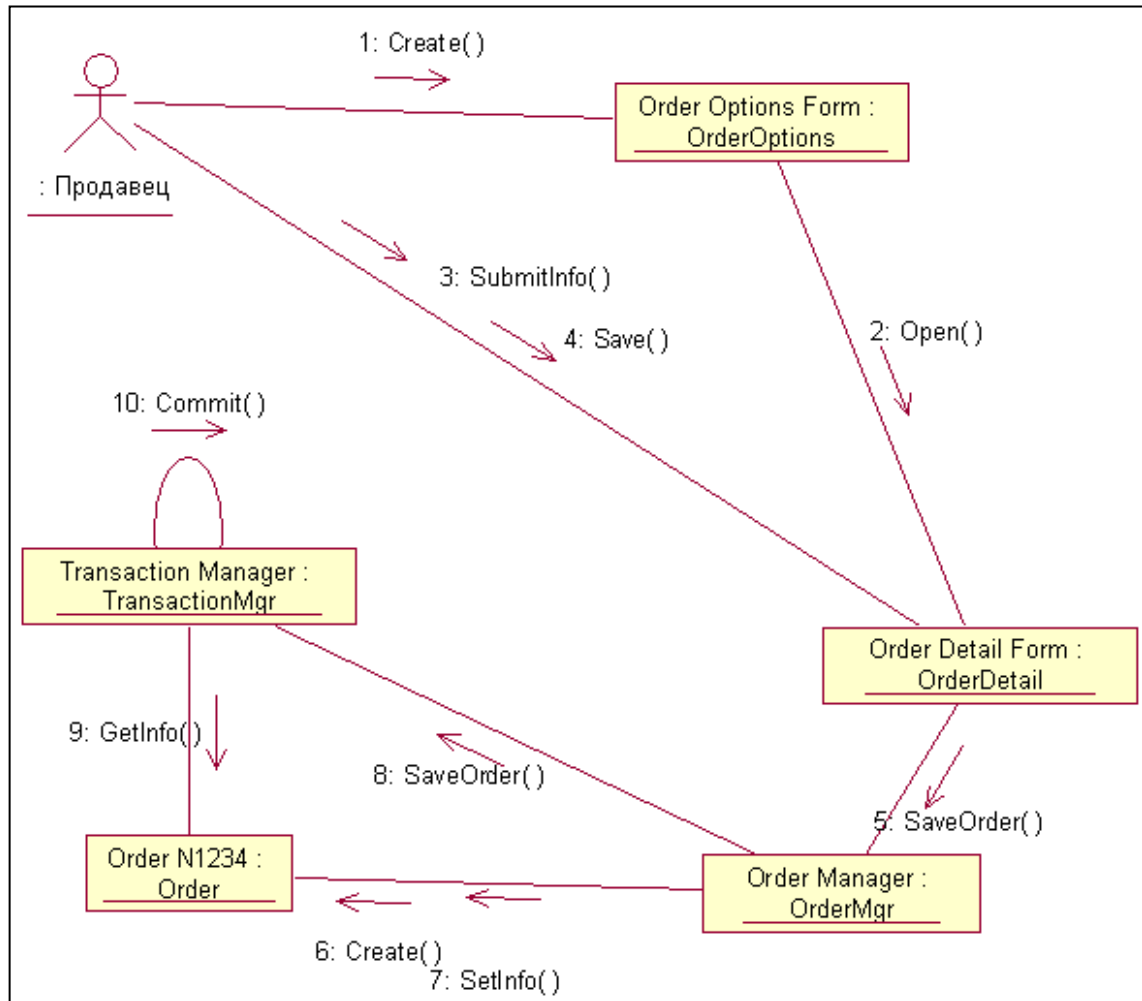 1: Create( )
Order Options Form :
OrderOptions
: Продавец
3: SubmitInfo( )
4: Save( )
2: Open( )
10: Commit( )
Transaction Manager :
TransactionMgr
Order Detail Form :
OrderDetail
9: GetInfo( )
8: SaveOrder( )
5: SaveOrder( )
Order N1234 :
Order
Order Manager :
OrderMgr
6: Create( )
7: SetInfo( )